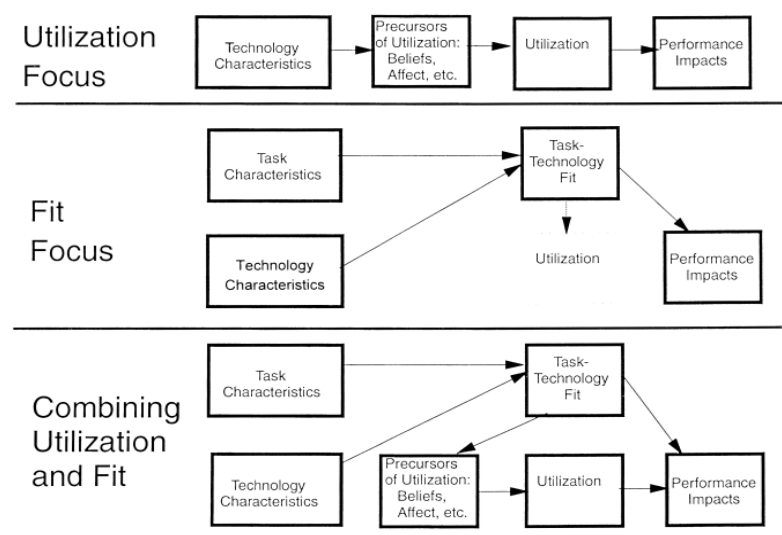 Utilization
Focus
Technology
Characteristics
Precursors
of Utilization:
Beliefs,
Affect, etc.
Utilization
Performance
Impacts
Fit
Focus
Task
Characteristics
Technology
Characteristics
Task-
Technology
Fit
Utilization
Performance
Impacts
Combining
Utilization
and Fit
Task
Characteristics
Technology
Characteristics
Task-
Technology
Fit
Precursors
of Utilization:
Beliefs,
Affect, etc.
Utilization
Performance
Impacts